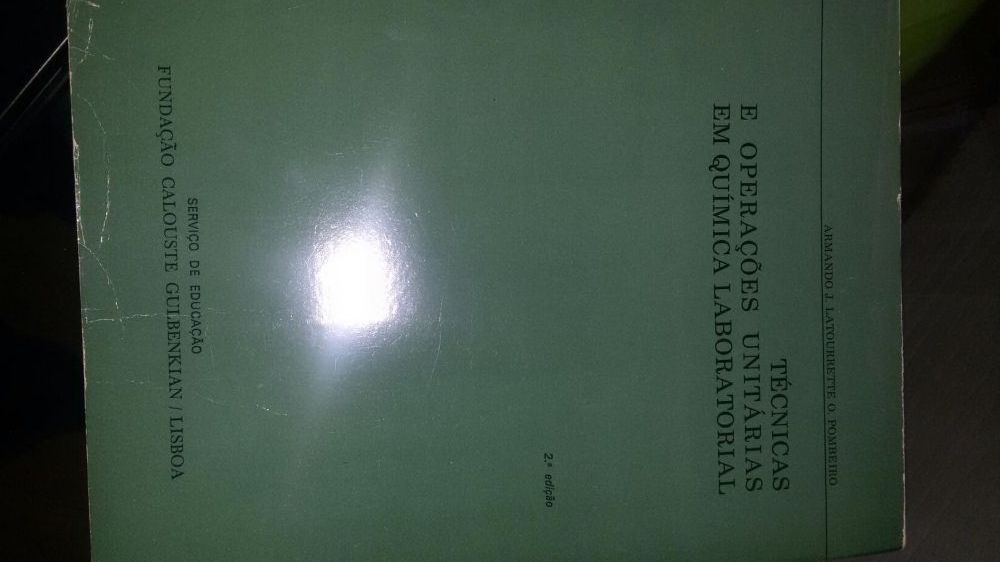 ARMANDO J. LATOURRETTE O. POMBEIRO
TÉCNICAS
E OPERAÇÕES UNITÁRIAS
EM QUÍMICA LABORATORIAL
2.ª edição
SERVIÇO DE EDUCAÇÃO
FUNDAÇÃO CALOUSTE GULBENKIAN / LISBOA